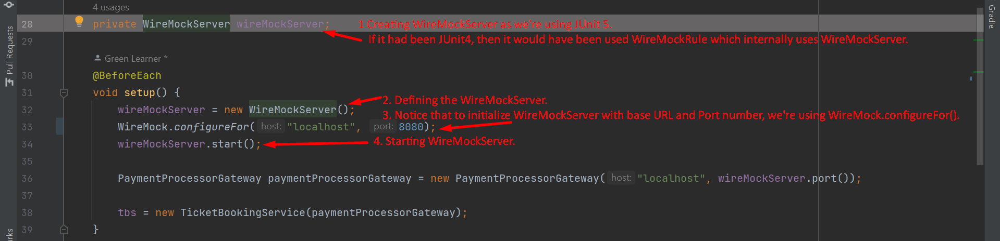 4 usages
28 private WireMockServer wireMockServer; 1 Creating WireMockServer as we're using JUnit 5.
If it had been JUnit4, then it would have been used WireMockRule which internally uses WireMockServer.
29
Green Learner *
30 @BeforeEach
31 void setup() {
2. Defining the WireMockServer.
32 wireMockServer = new WireMockServer();
3. Notice that to initialize WireMockServer with base URL and Port number, we're using WireMock.configureFor().
33 WireMock.configureFor( host: "localhost", port: 8080);
34 wireMockServer.start(); 4. Starting WireMockServer.
35
36 PaymentProcessorGateway paymentProcessorGateway = new PaymentProcessorGateway( host: "localhost", wireMockServer.port());
37
38 tbs = new TicketBookingService(paymentProcessorGateway);
39 }
Pull Requests
arks
Gradle